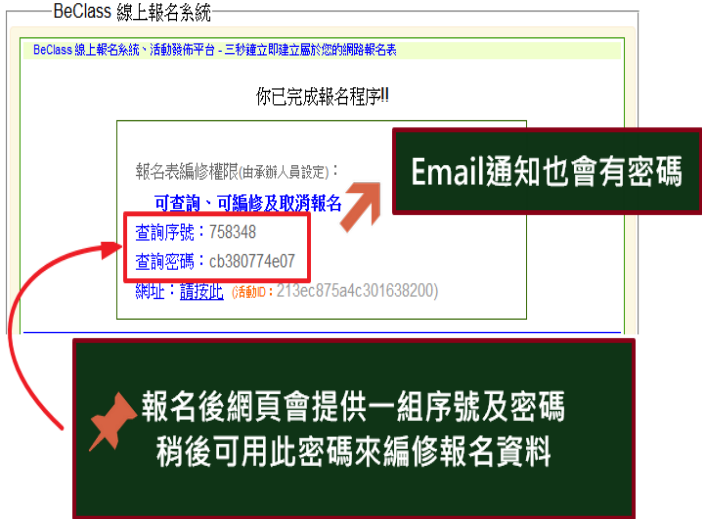 BeClass 線上報名系統
BeClass 線上報名系統、活動發佈平台 - 三秒鐘立即建立屬於您的網路報名表
你已完成報名程序!!
報名表編修權限(由承辦人員設定)：
Email通知也會有密碼
可查詢、可編修及取消報名
查詢序號：758348
查詢密碼：cb380774e07
網址：請按此 (活動ID：213ec875a4c301638200)
報名後網頁會提供一組序號及密碼
稍後可用此密碼來編修報名資料